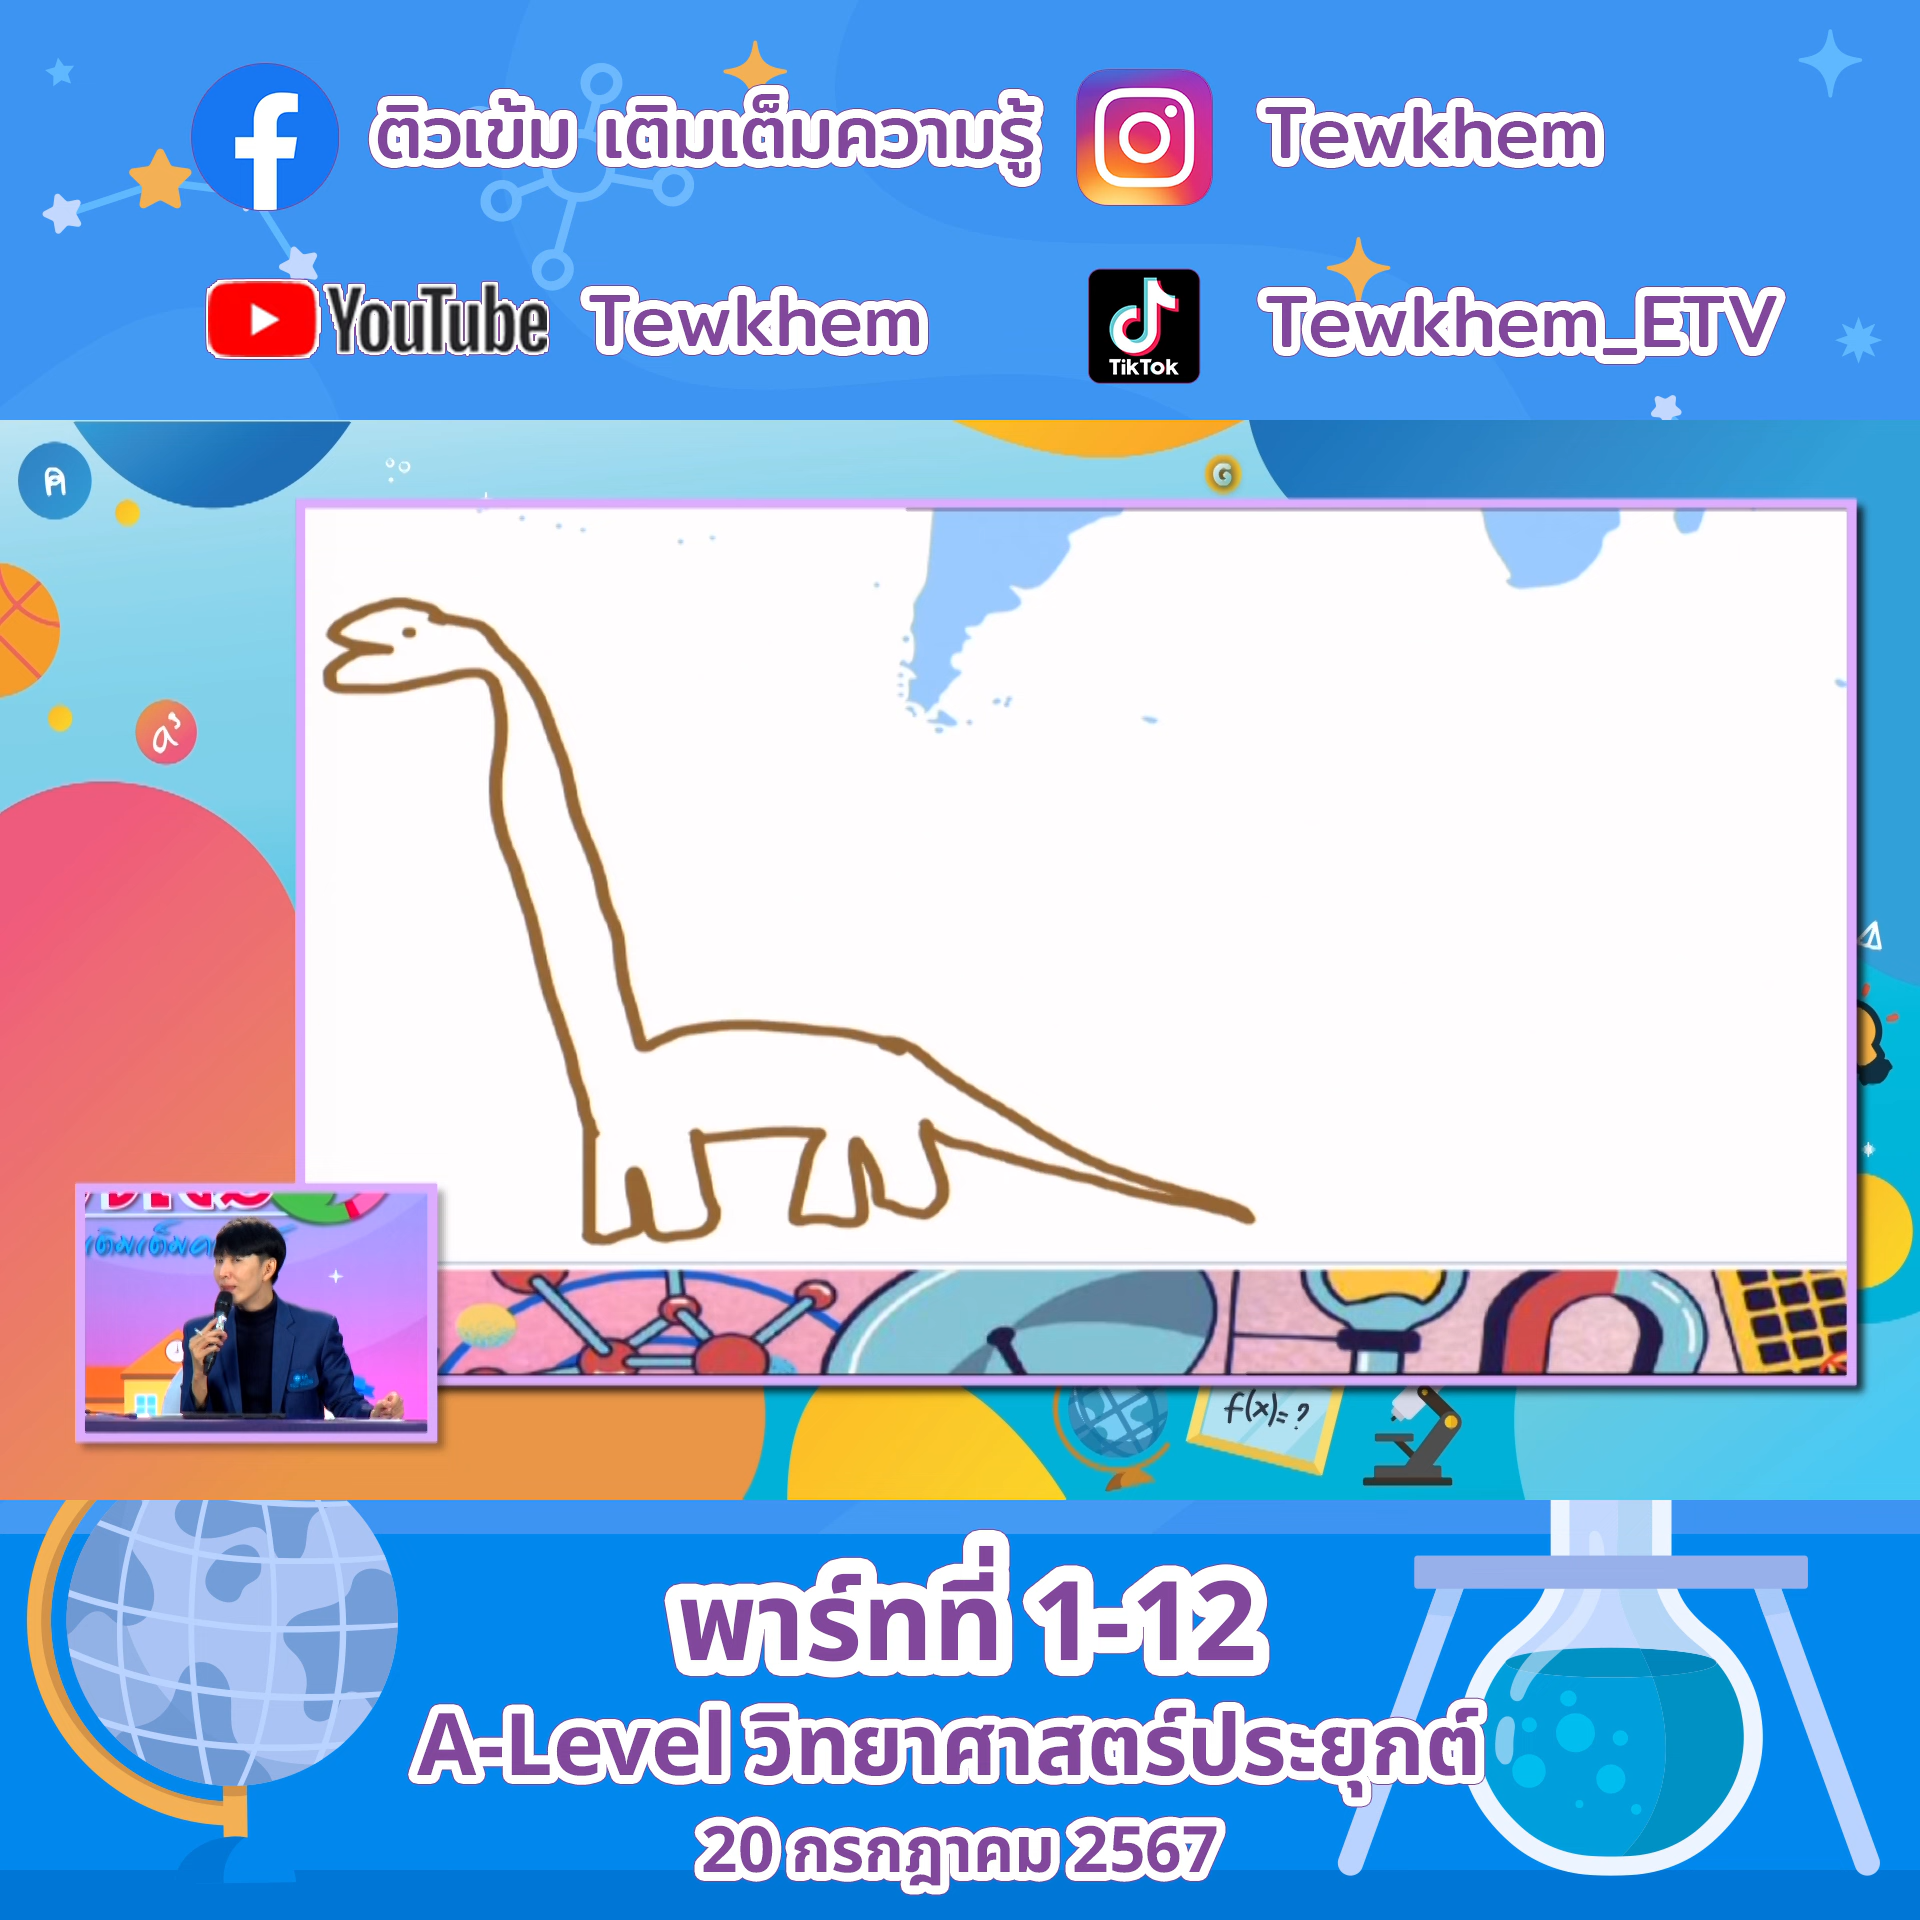 ติวเข้ม เติมเต็มความรู้
Tewkhem
YouTube Tewkhem
TikTok
Tewkhem_ETV
ค
G
f(x)=?
พาร์ทที่ 1-12
A-Level วิทยาศาสตร์ประยุกต์
20 กรกฎาคม 2567